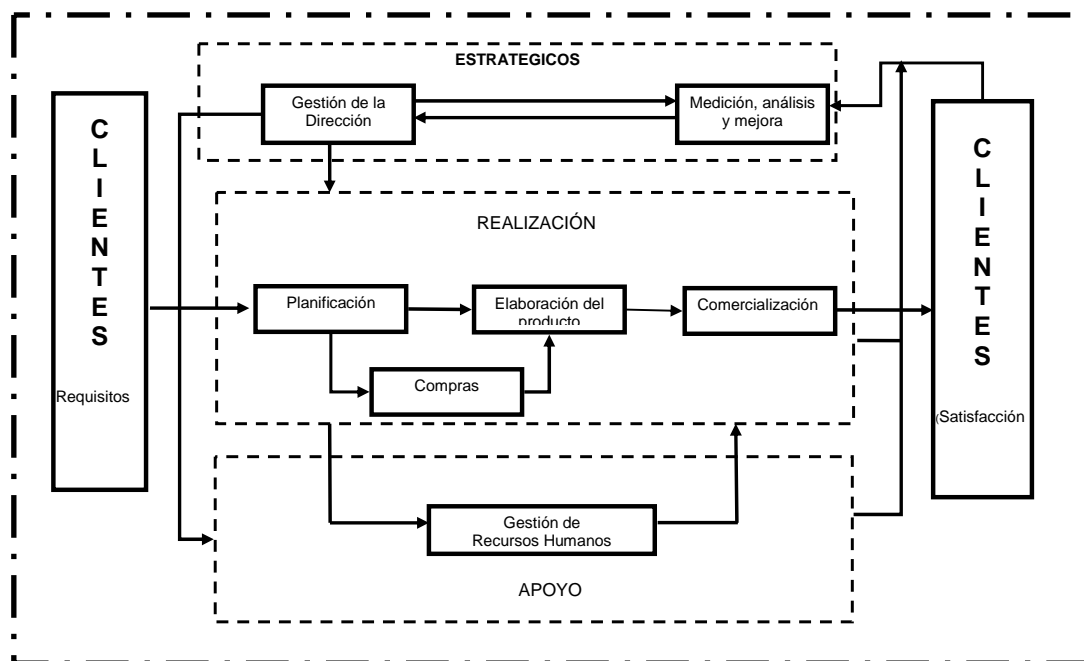 ESTRATEGICOS
Gestión de la
Dirección
Medición, análisis
y mejora
C
L
I
E
N
T
E
S
Requisitos
REALIZACIÓN
Planificación
Elaboración del
producto
Comercialización
Compras
C
L
I
E
N
T
E
S
(Satisfacción
Gestión de
Recursos Humanos
APOYO